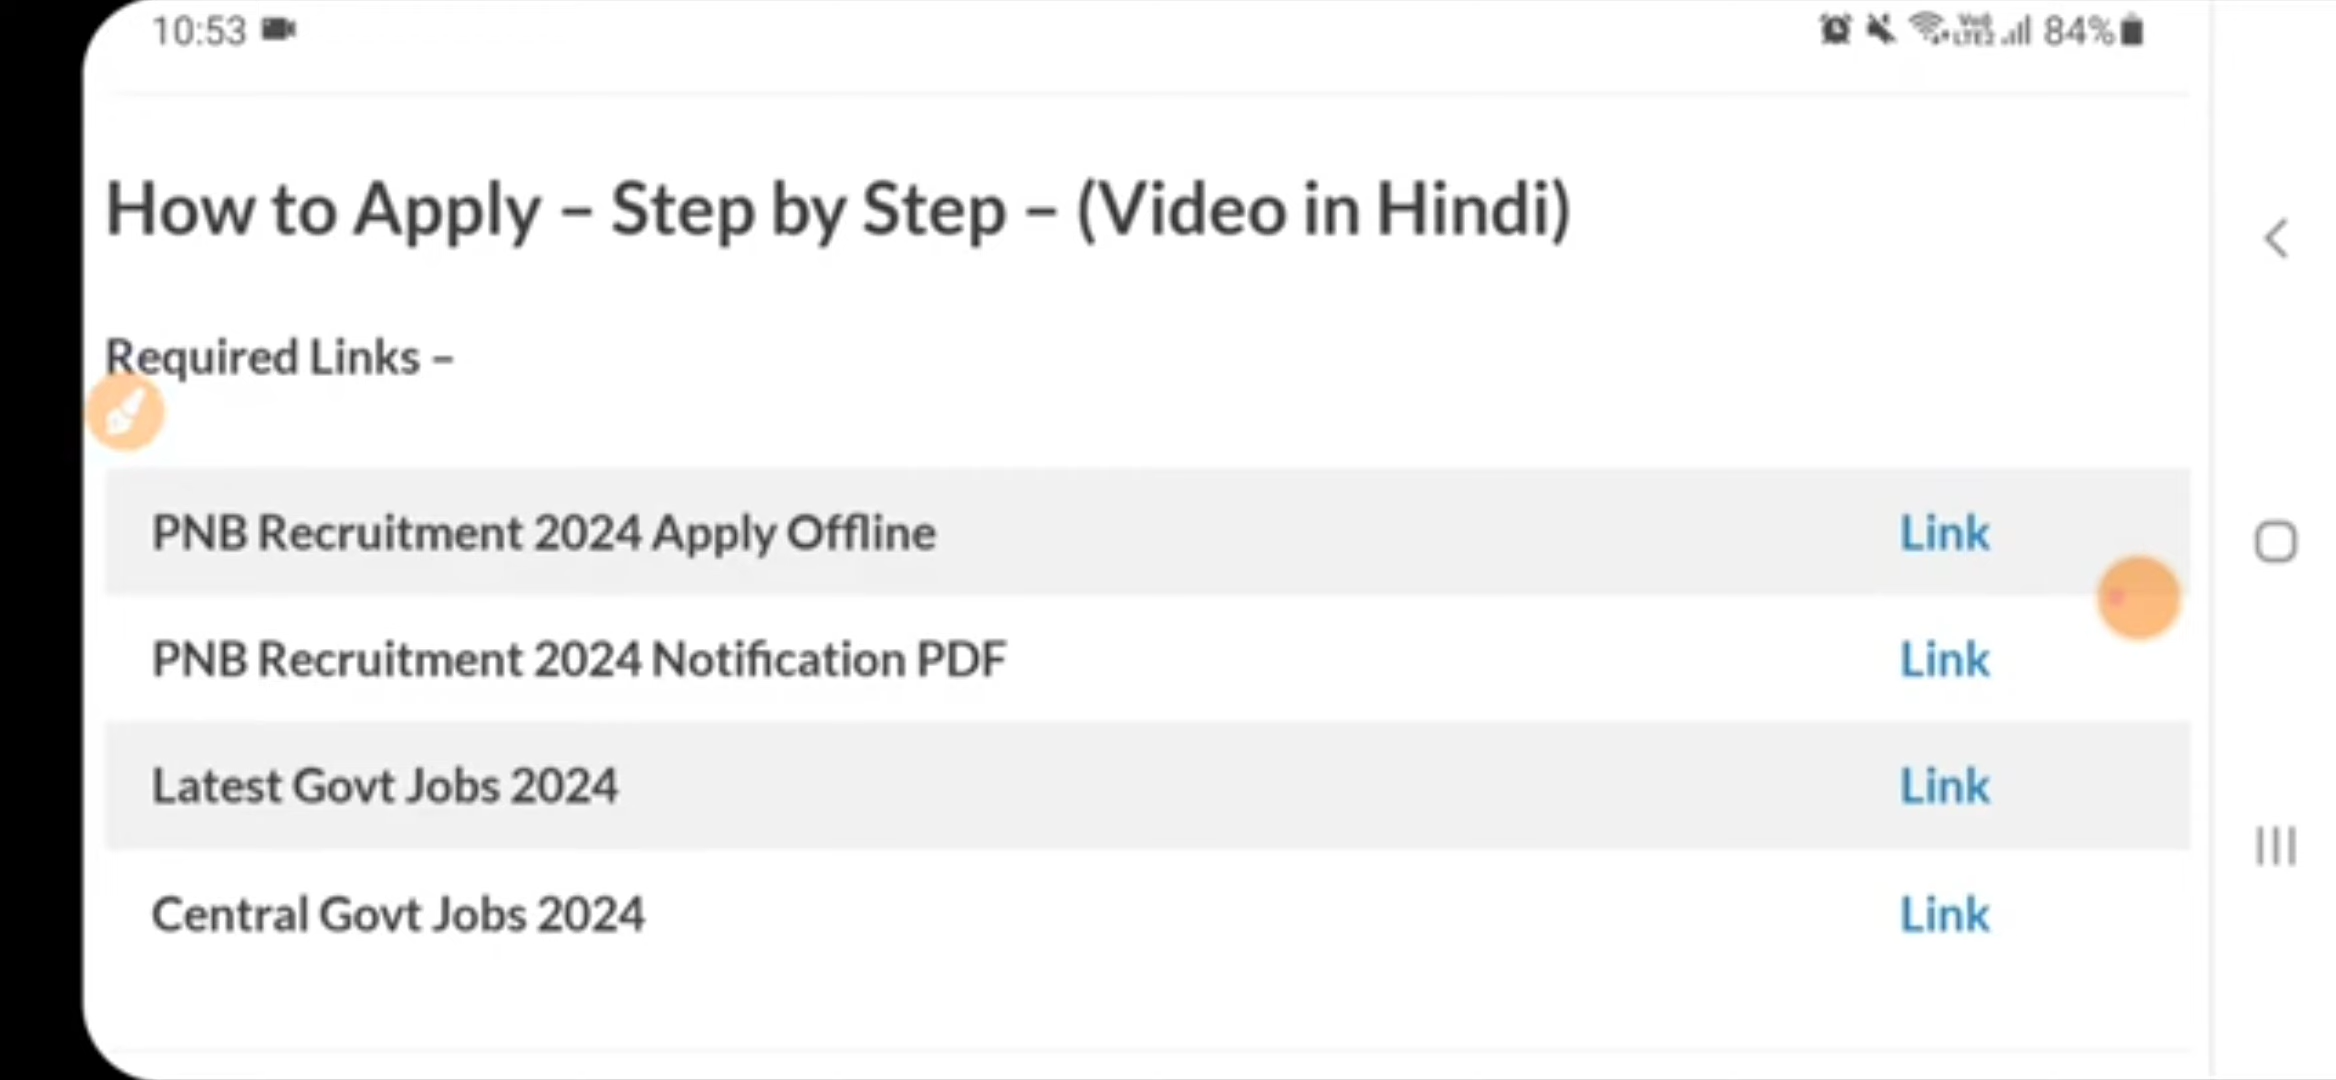 10:53
84%
How to Apply – Step by Step – (Video in Hindi)
Required Links –
PNB Recruitment 2024 Apply Offline Link
PNB Recruitment 2024 Notification PDF Link
Latest Govt Jobs 2024 Link
Central Govt Jobs 2024 Link